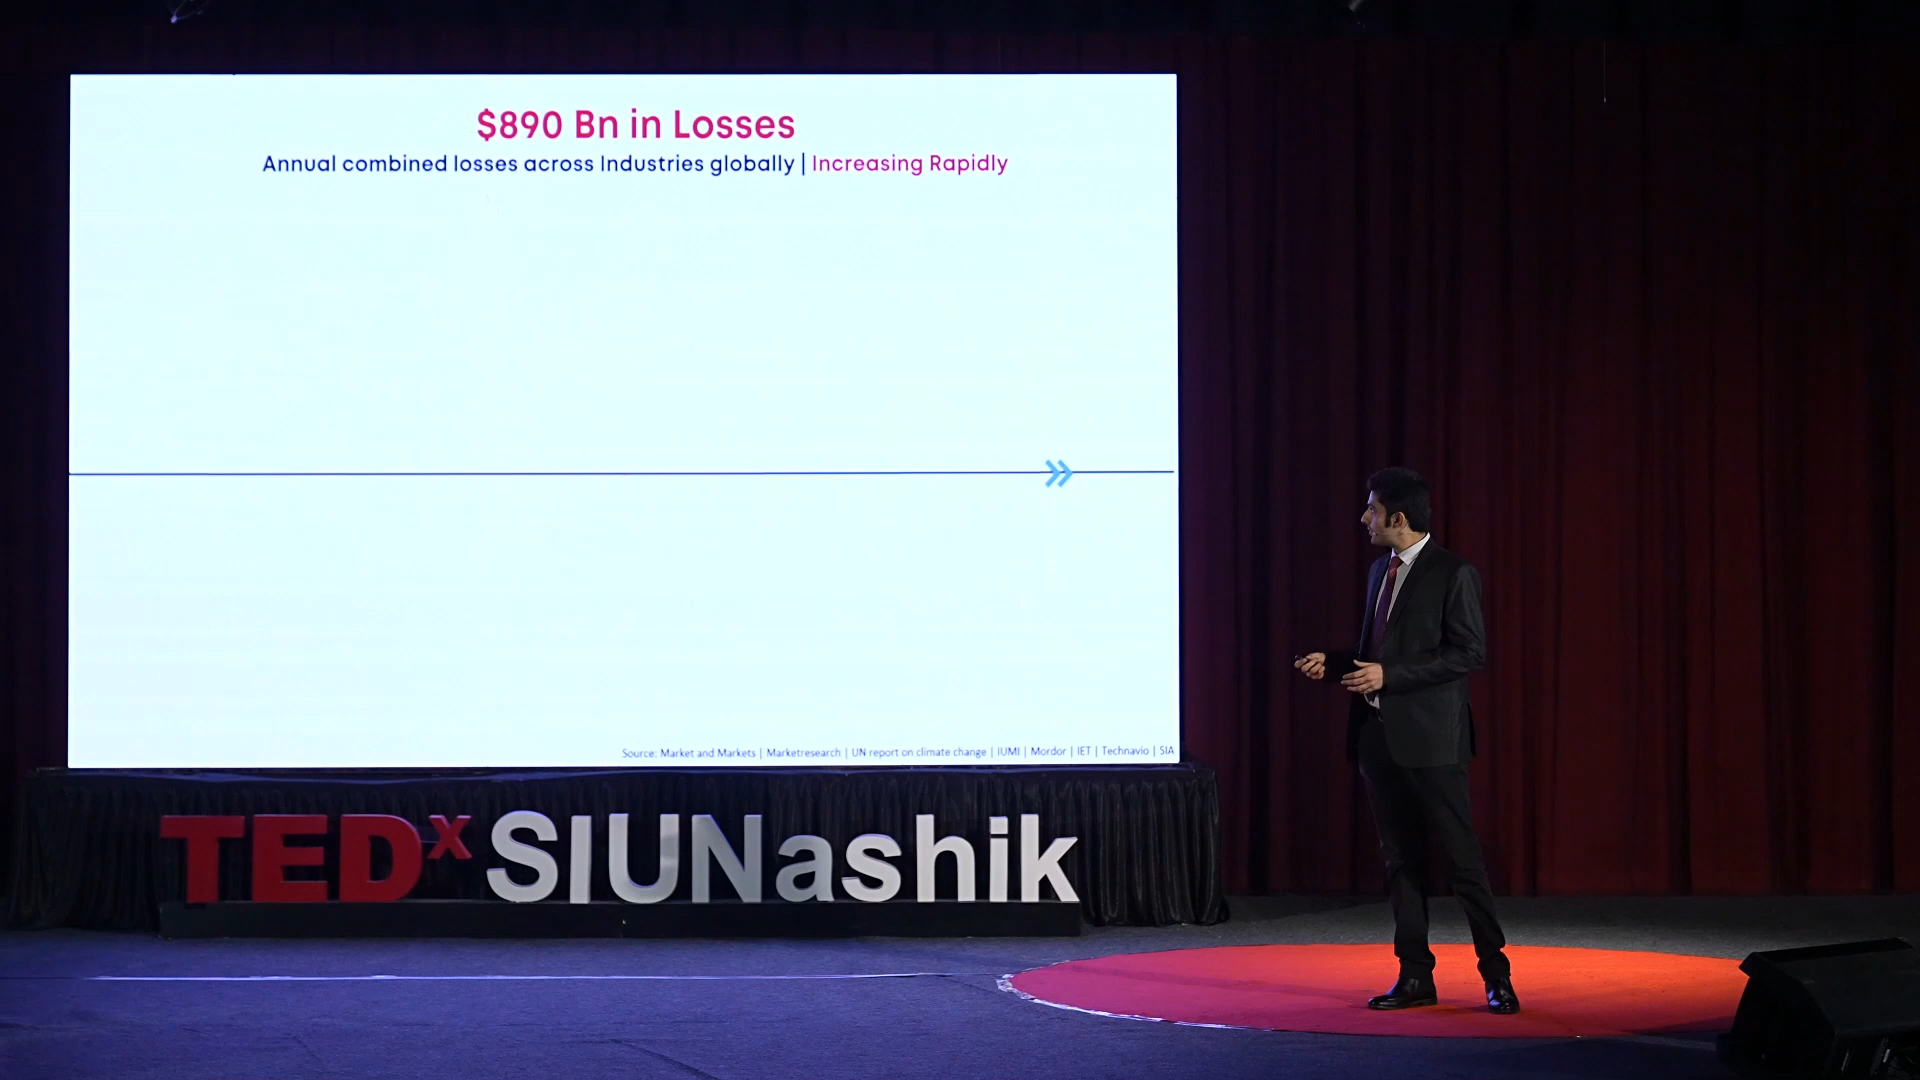 $890 Bn in Losses
Annual combined losses across Industries globally | Increasing Rapidly
Source: Market and Markets | Marketresearch | UN report on climate change | IUMI | Mordor | IET | Technavio | SIA
TEDx SIUNashik